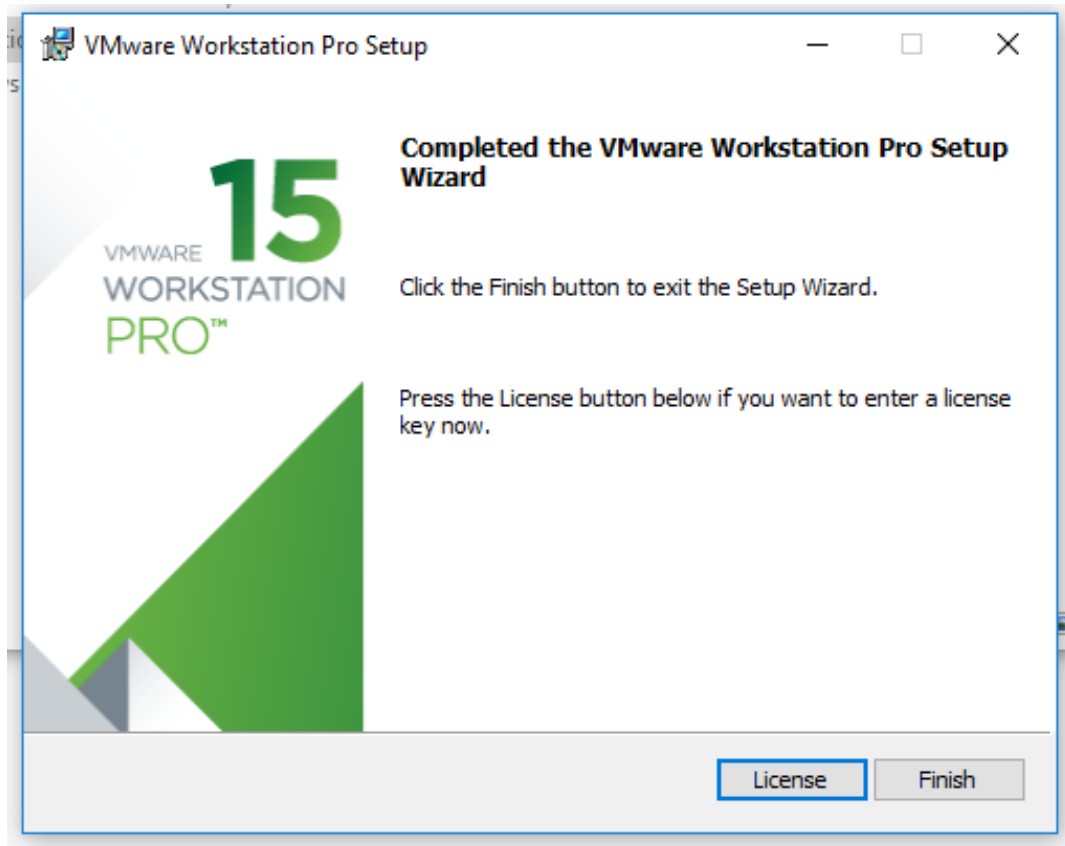 VMware Workstation Pro Setup
Completed the VMware Workstation Pro Setup
Wizard
15
VMWARE
WORKSTATION
PRO™
Click the Finish button to exit the Setup Wizard.
Press the License button below if you want to enter a license
key now.
License
Finish